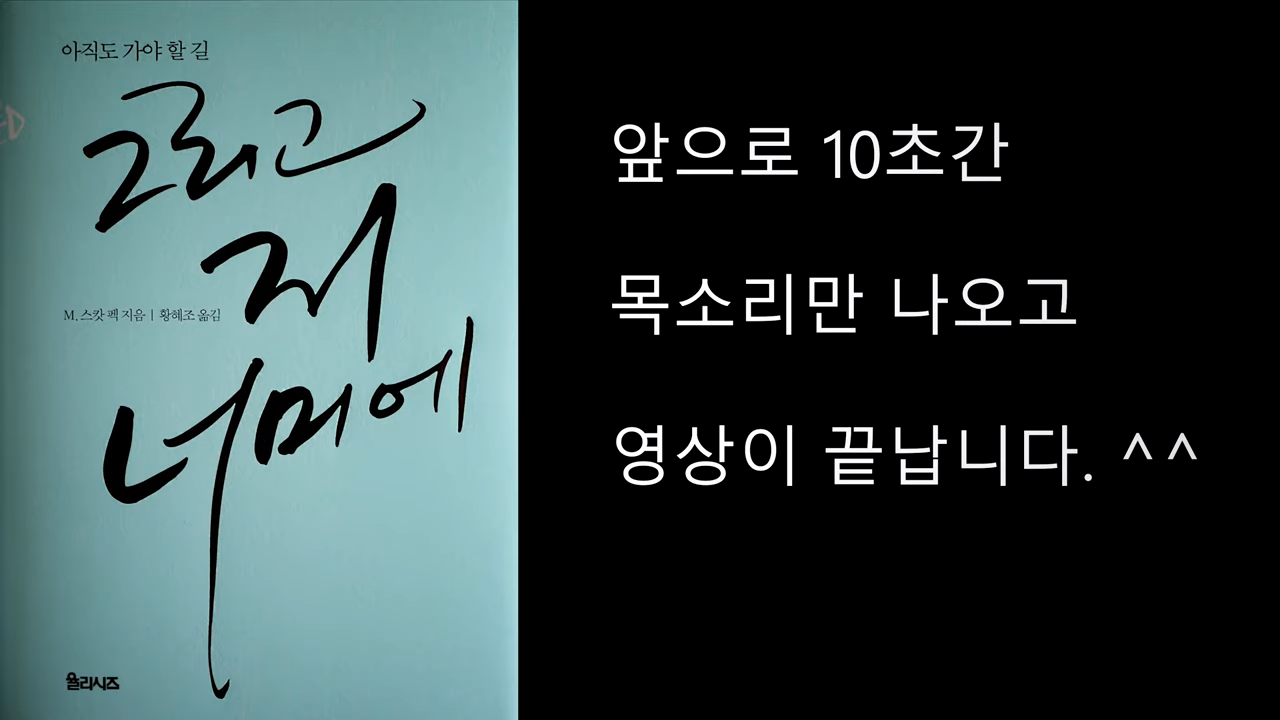 아직도 가야 할 길
그리고
저
너머에
M. 스캇 펙 지음 | 황혜조 옮김
율리시즈
앞으로 10초간
목소리만 나오고
영상이 끝납니다. ^^